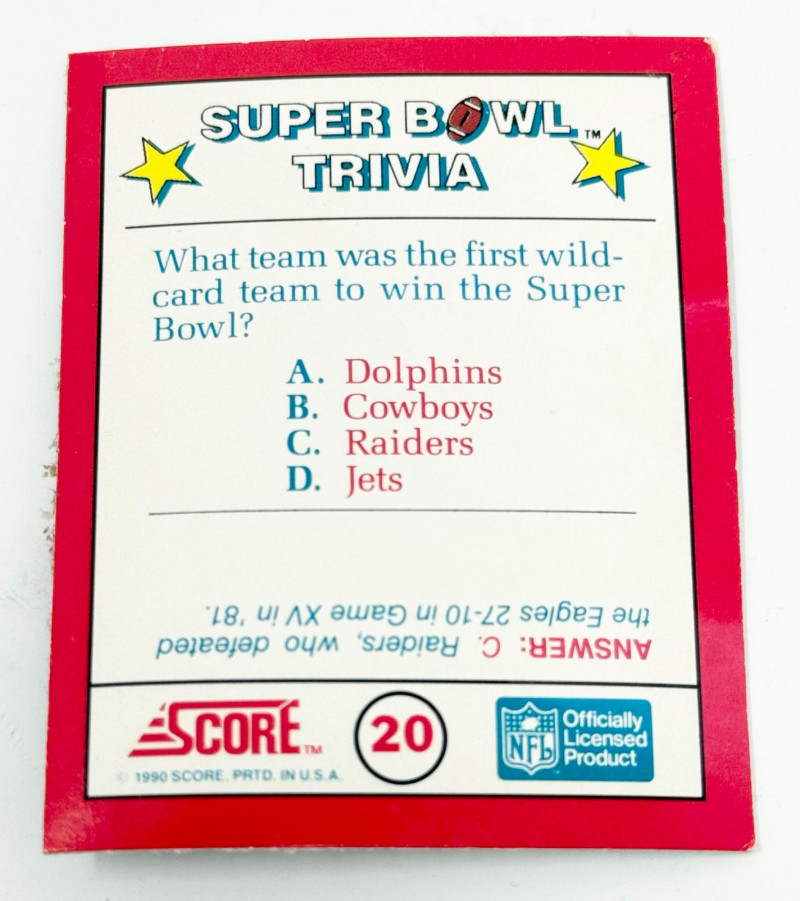 SUPER BOWL™
TRIVIA
What team was the first wild-
card team to win the Super
Bowl?
A. Dolphins
B. Cowboys
C. Raiders
D. Jets
ANSWER: C. Raiders, who defeated
the Eagles 27-10 in Game XV in '81.
SCORE™
© 1990 SCORE, PRTD. IN U.S.A.
20
NFL
Officially
Licensed
Product